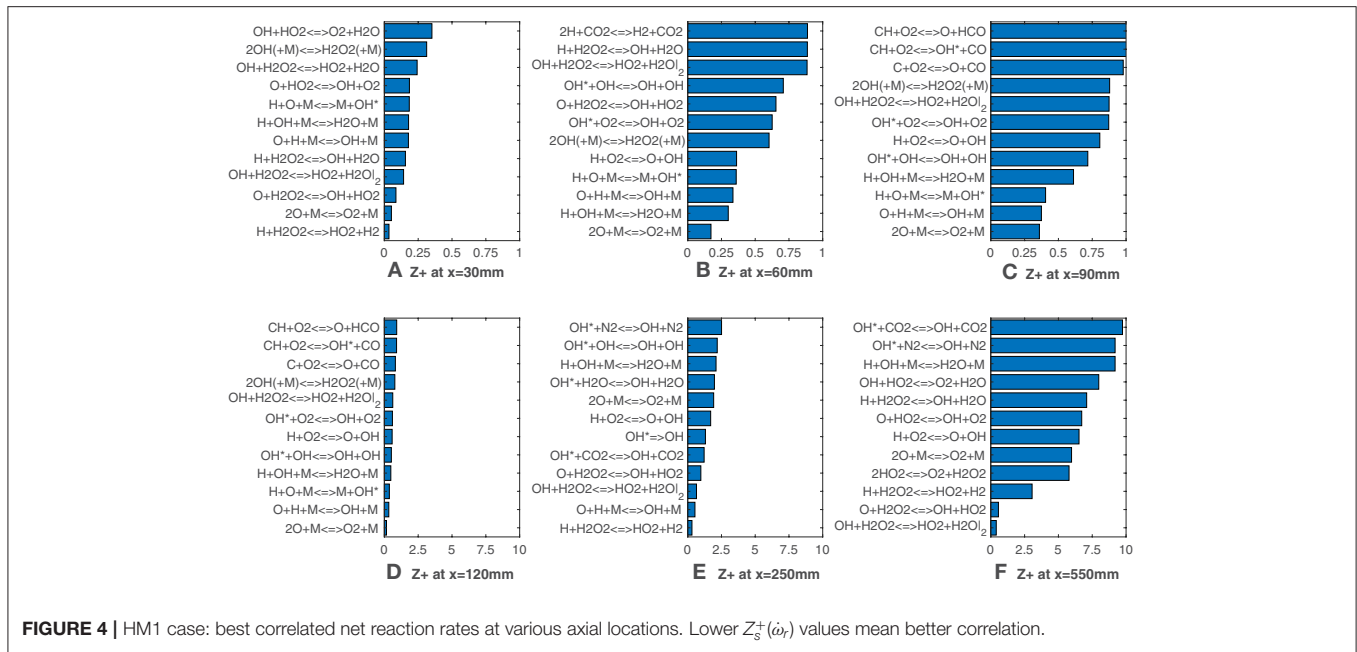 OH+HO2<=>O2+H2O
2OH(+M)<=>H2O2(+M)
OH+H2O2<=>HO2+H2O
O+HO2<=>OH+O2
H+O+M<=>M+OH*
H+OH+M<=>H2O+M
O+H+M<=>OH+M
H+H2O2<=>OH+H2O
OH+H2O2<=>HO2+H2O|2
O+H2O2<=>OH+HO2
2O+M<=>O2+M
H+H2O2<=>HO2+H2
0 0.25 0.5 0.75 1
A Z+ at x=30mm
2H+CO2<=>H2+CO2
H+H2O2<=>OH+H2O
OH+H2O2<=>HO2+H2O|2
OH*+OH<=>OH+OH
O+H2O2<=>OH+HO2
OH*+O2<=>OH+O2
2OH(+M)<=>H2O2(+M)
H+O2<=>O+OH
H+O+M<=>M+OH*
O+H+M<=>OH+M
H+OH+M<=>H2O+M
2O+M<=>O2+M
0 0.25 0.5 0.75 1
B Z+ at x=60mm
CH+O2<=>O+HCO
CH+O2<=>OH*+CO
C+O2<=>O+CO
2OH(+M)<=>H2O2(+M)
OH+H2O2<=>HO2+H2O|2
OH*+O2<=>OH+O2
H+O2<=>O+OH
OH*+OH<=>OH+OH
H+OH+M<=>H2O+M
H+O+M<=>M+OH*
O+H+M<=>OH+M
2O+M<=>O2+M
0 0.25 0.5 0.75 1
C Z+ at x=90mm
CH+O2<=>O+HCO
CH+O2<=>OH*+CO
C+O2<=>O+CO
2OH(+M)<=>H2O2(+M)
OH+H2O2<=>HO2+H2O|2
OH*+O2<=>OH+O2
H+O2<=>O+OH
OH*+OH<=>OH+OH
H+OH+M<=>H2O+M
H+O+M<=>M+OH*
O+H+M<=>OH+M
2O+M<=>O2+M
0 2.5 5 7.5 10
D Z+ at x=120mm
OH*+N2<=>OH+N2
OH*+OH<=>OH+OH
H+OH+M<=>H2O+M
OH*+H2O<=>OH+H2O
2O+M<=>O2+M
H+O2<=>O+OH
OH*=>OH
OH*+CO2<=>OH+CO2
O+H2O2<=>OH+HO2
OH+H2O2<=>HO2+H2O|2
O+H+M<=>OH+M
H+H2O2<=>HO2+H2
0 2.5 5 7.5 10
E Z+ at x=250mm
OH*+CO2<=>OH+CO2
OH*+N2<=>OH+N2
H+OH+M<=>H2O+M
OH+HO2<=>O2+H2O
H+H2O2<=>OH+H2O
O+HO2<=>OH+O2
H+O2<=>O+OH
2O+M<=>O2+M
2HO2<=>O2+H2O2
H+H2O2<=>HO2+H2
O+H2O2<=>OH+HO2
OH+H2O2<=>HO2+H2O|2
0 2.5 5 7.5 10
F Z+ at x=550mm
FIGURE 4 | HM1 case: best correlated net reaction rates at various axial locations. Lower Zs+(ω̇r) values mean better correlation.